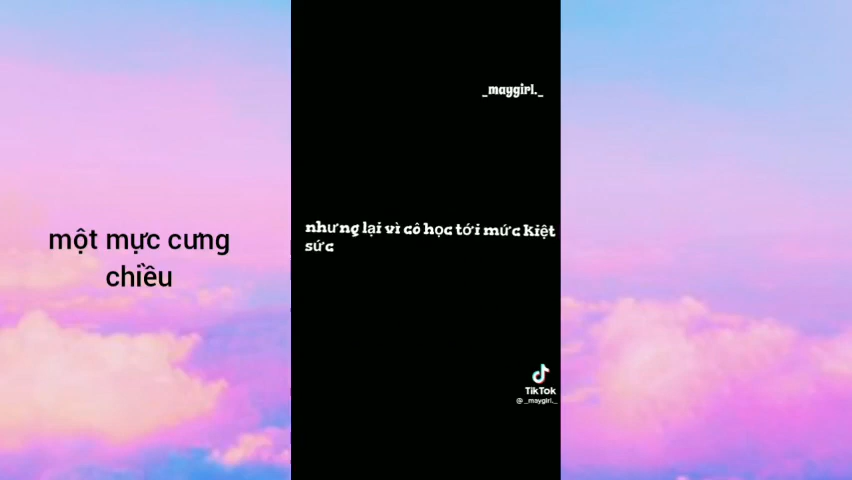 một mực cưng
chiều
_maygirl._
nhưng lại vì cô học tới mức kiệt
sức
TikTok
@_maygirl._